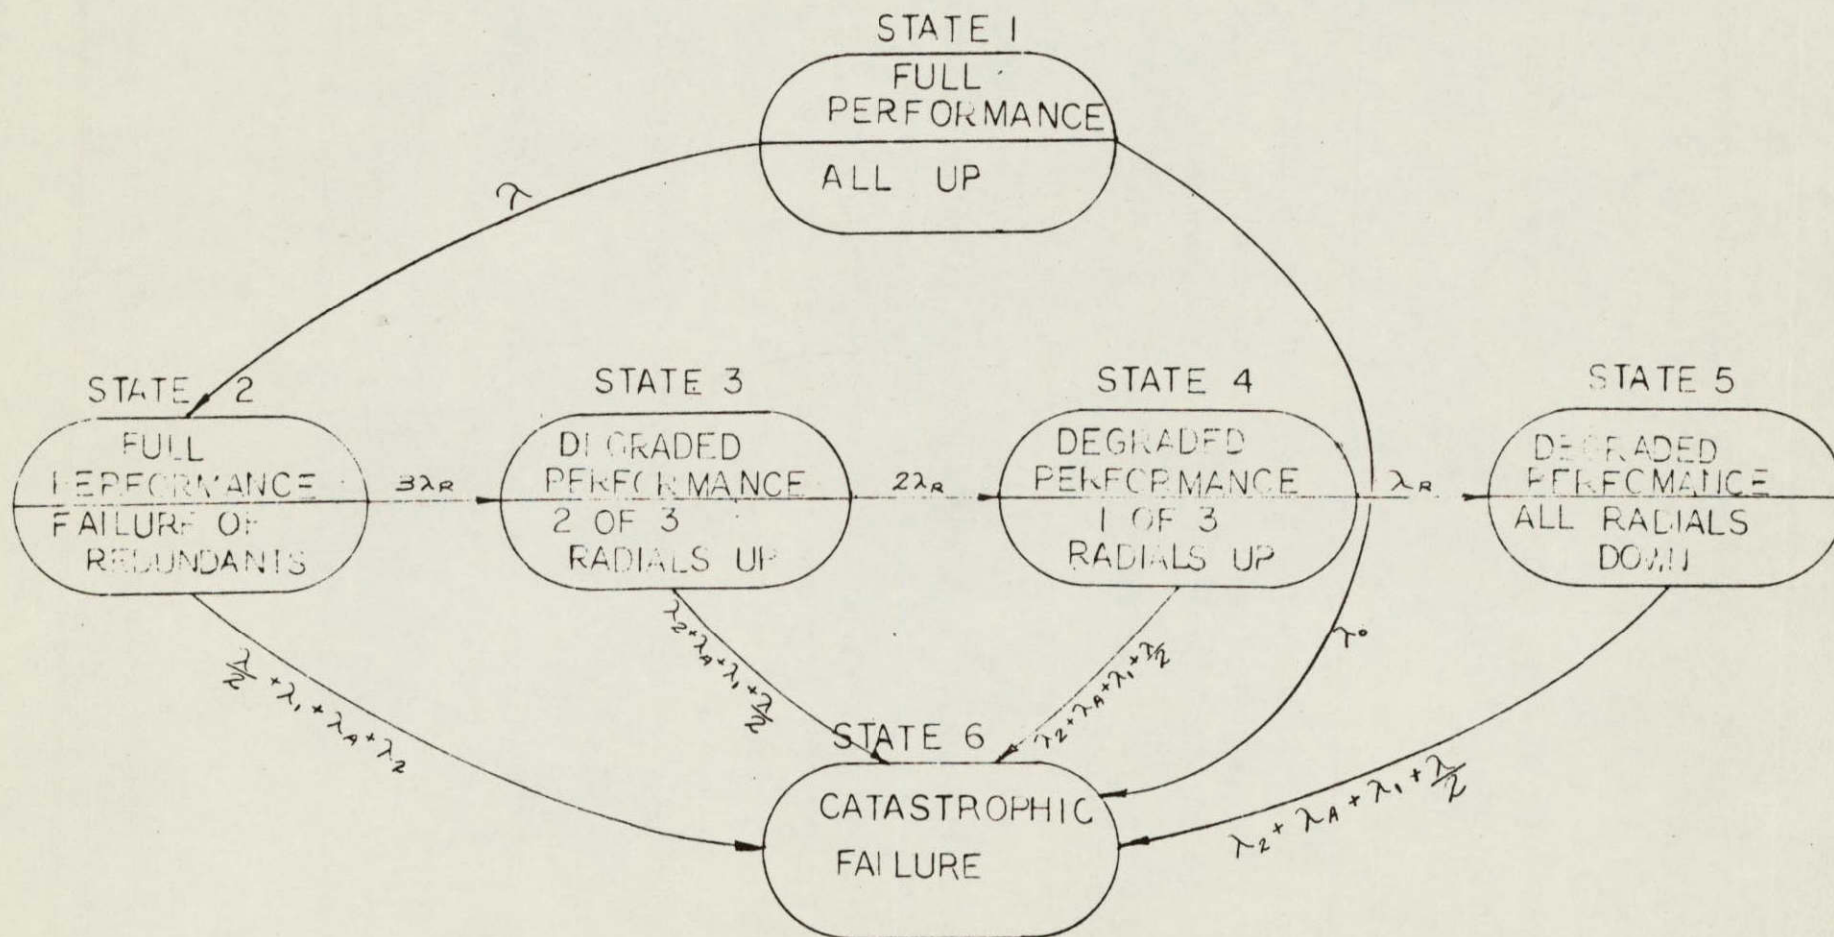 STATE 1
FULL
PERFORMANCE
ALL UP
λ
STATE 2
FULL
PERFORMANCE
FAILURE OF
REDUNDANTS
3λR
STATE 3
DEGRADED
PERFORMANCE
2 OF 3
RADIALS UP
2λR
STATE 4
DEGRADED
PERFORMANCE
1 OF 3
RADIALS UP
λR
STATE 5
DEGRADED
PERFECMANCE
ALL RADIALS
DOWN
λ/2 + λ1 + λA + λ2
λ2 + λA + λ1 + λ/2
λ2 + λA + λ1 + λ/2
λ°
λ2 + λA + λ1 + λ/2
STATE 6
CATASTROPHIC
FAILURE